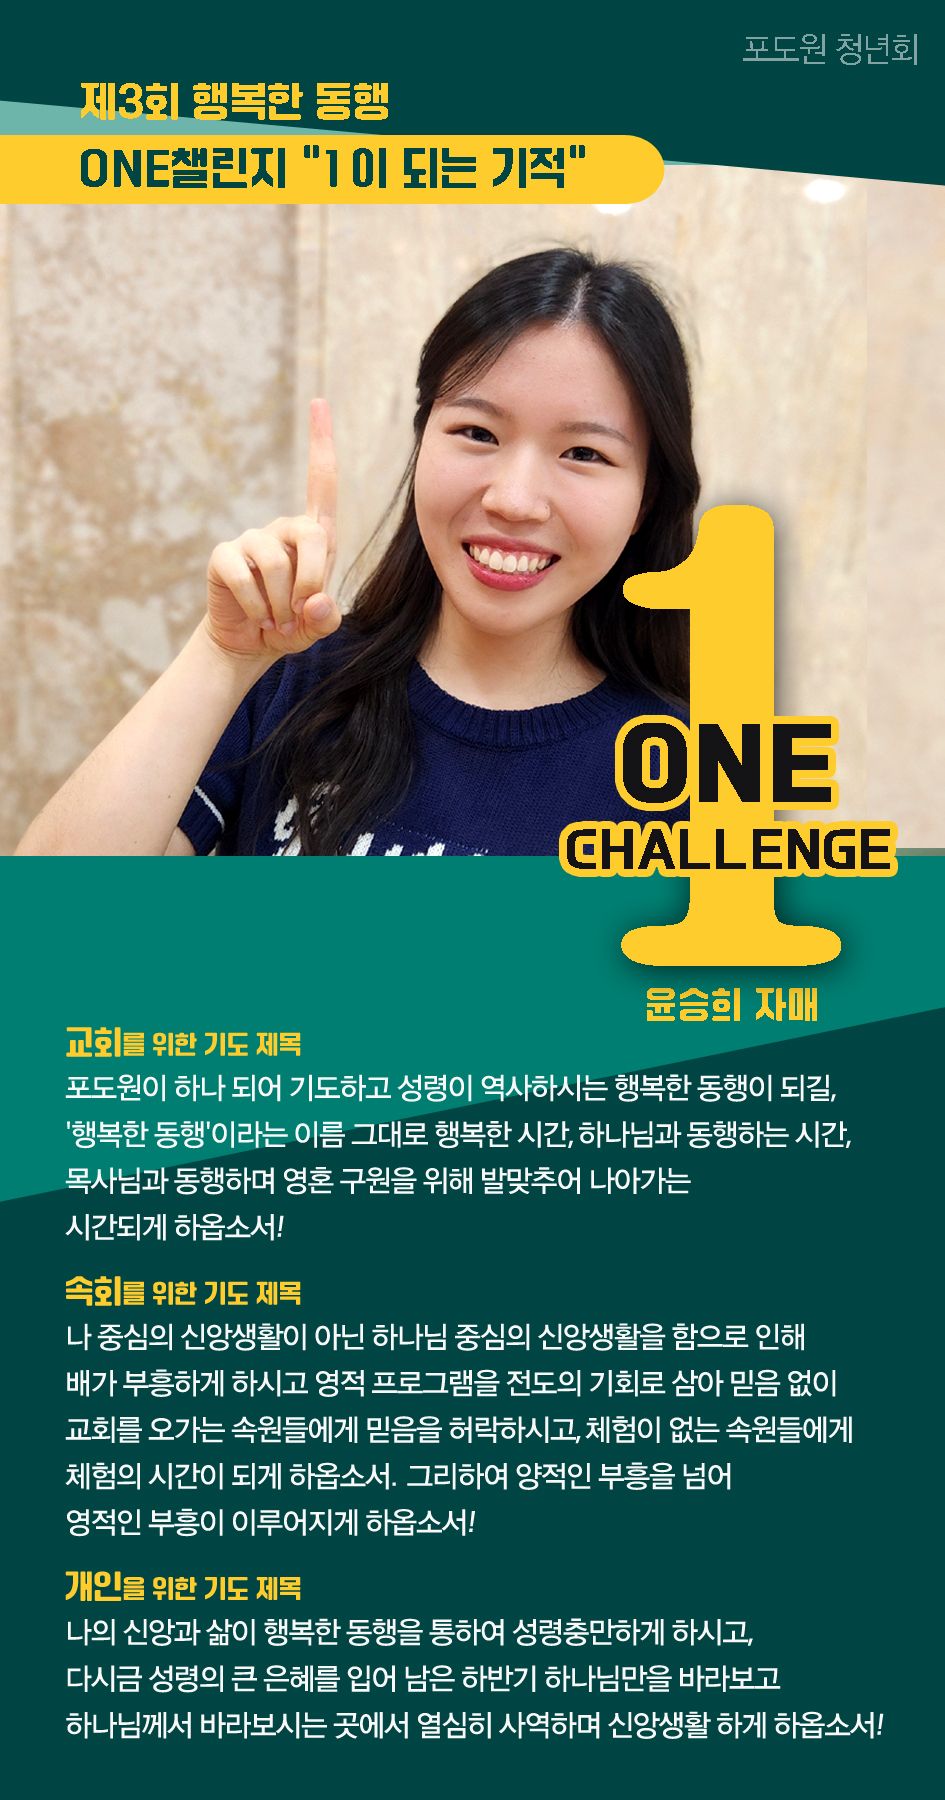 포도원 청년회
제3회 행복한 동행
ONE챌린지 "1이 되는 기적"
1
ONE
CHALLENGE
윤승희 자매
교회를 위한 기도 제목
포도원이 하나 되어 기도하고 성령이 역사하시는 행복한 동행이 되길,
'행복한 동행'이라는 이름 그대로 행복한 시간, 하나님과 동행하는 시간,
목사님과 동행하며 영혼 구원을 위해 발맞추어 나아가는
시간되게 하옵소서!
속회를 위한 기도 제목
나 중심의 신앙생활이 아닌 하나님 중심의 신앙생활을 함으로 인해
배가 부흥하게 하시고 영적 프로그램을 전도의 기회로 삼아 믿음 없이
교회를 오가는 속원들에게 믿음을 허락하시고, 체험이 없는 속원들에게
체험의 시간이 되게 하옵소서. 그리하여 양적인 부흥을 넘어
영적인 부흥이 이루어지게 하옵소서!
개인을 위한 기도 제목
나의 신앙과 삶이 행복한 동행을 통하여 성령충만하게 하시고,
다시금 성령의 큰 은혜를 입어 남은 하반기 하나님만을 바라보고
하나님께서 바라보시는 곳에서 열심히 사역하며 신앙생활 하게 하옵소서!